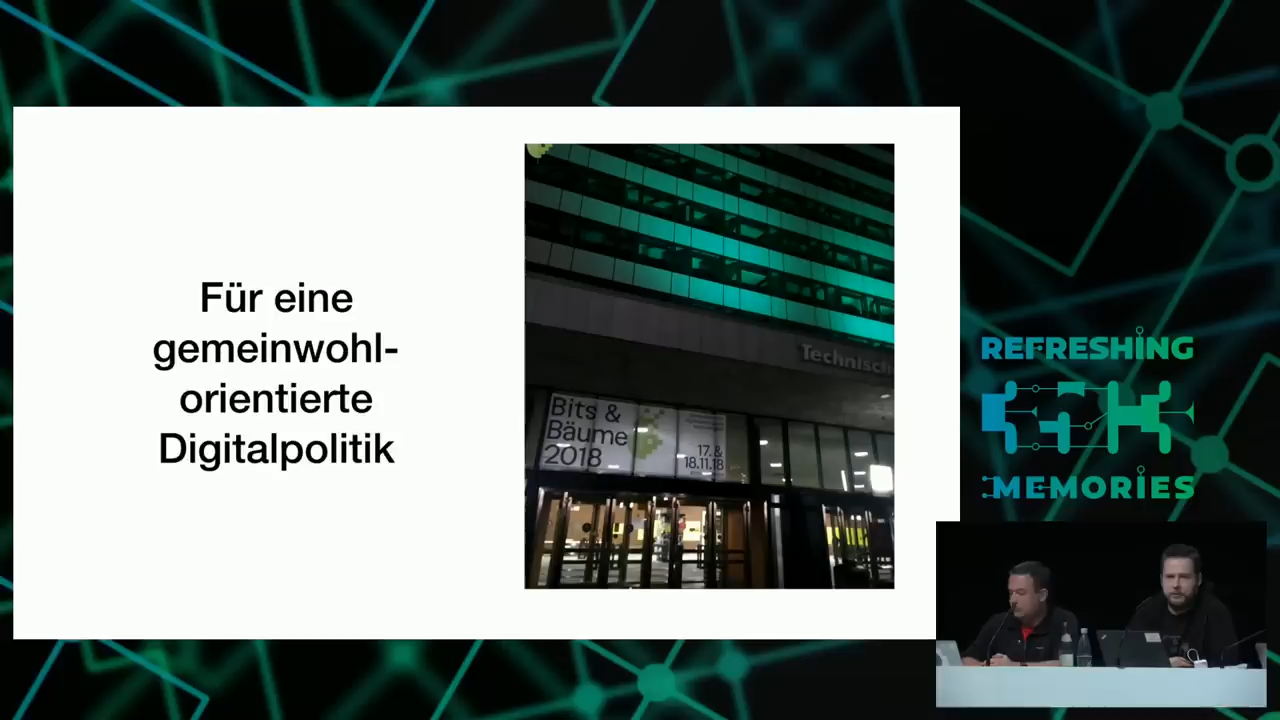 Für eine
gemeinwohl-
orientierte
Digitalpolitik
Technisch
Bits &
Bäume
2018
17. &
18.11.18
REFRESHING
MEMORIES